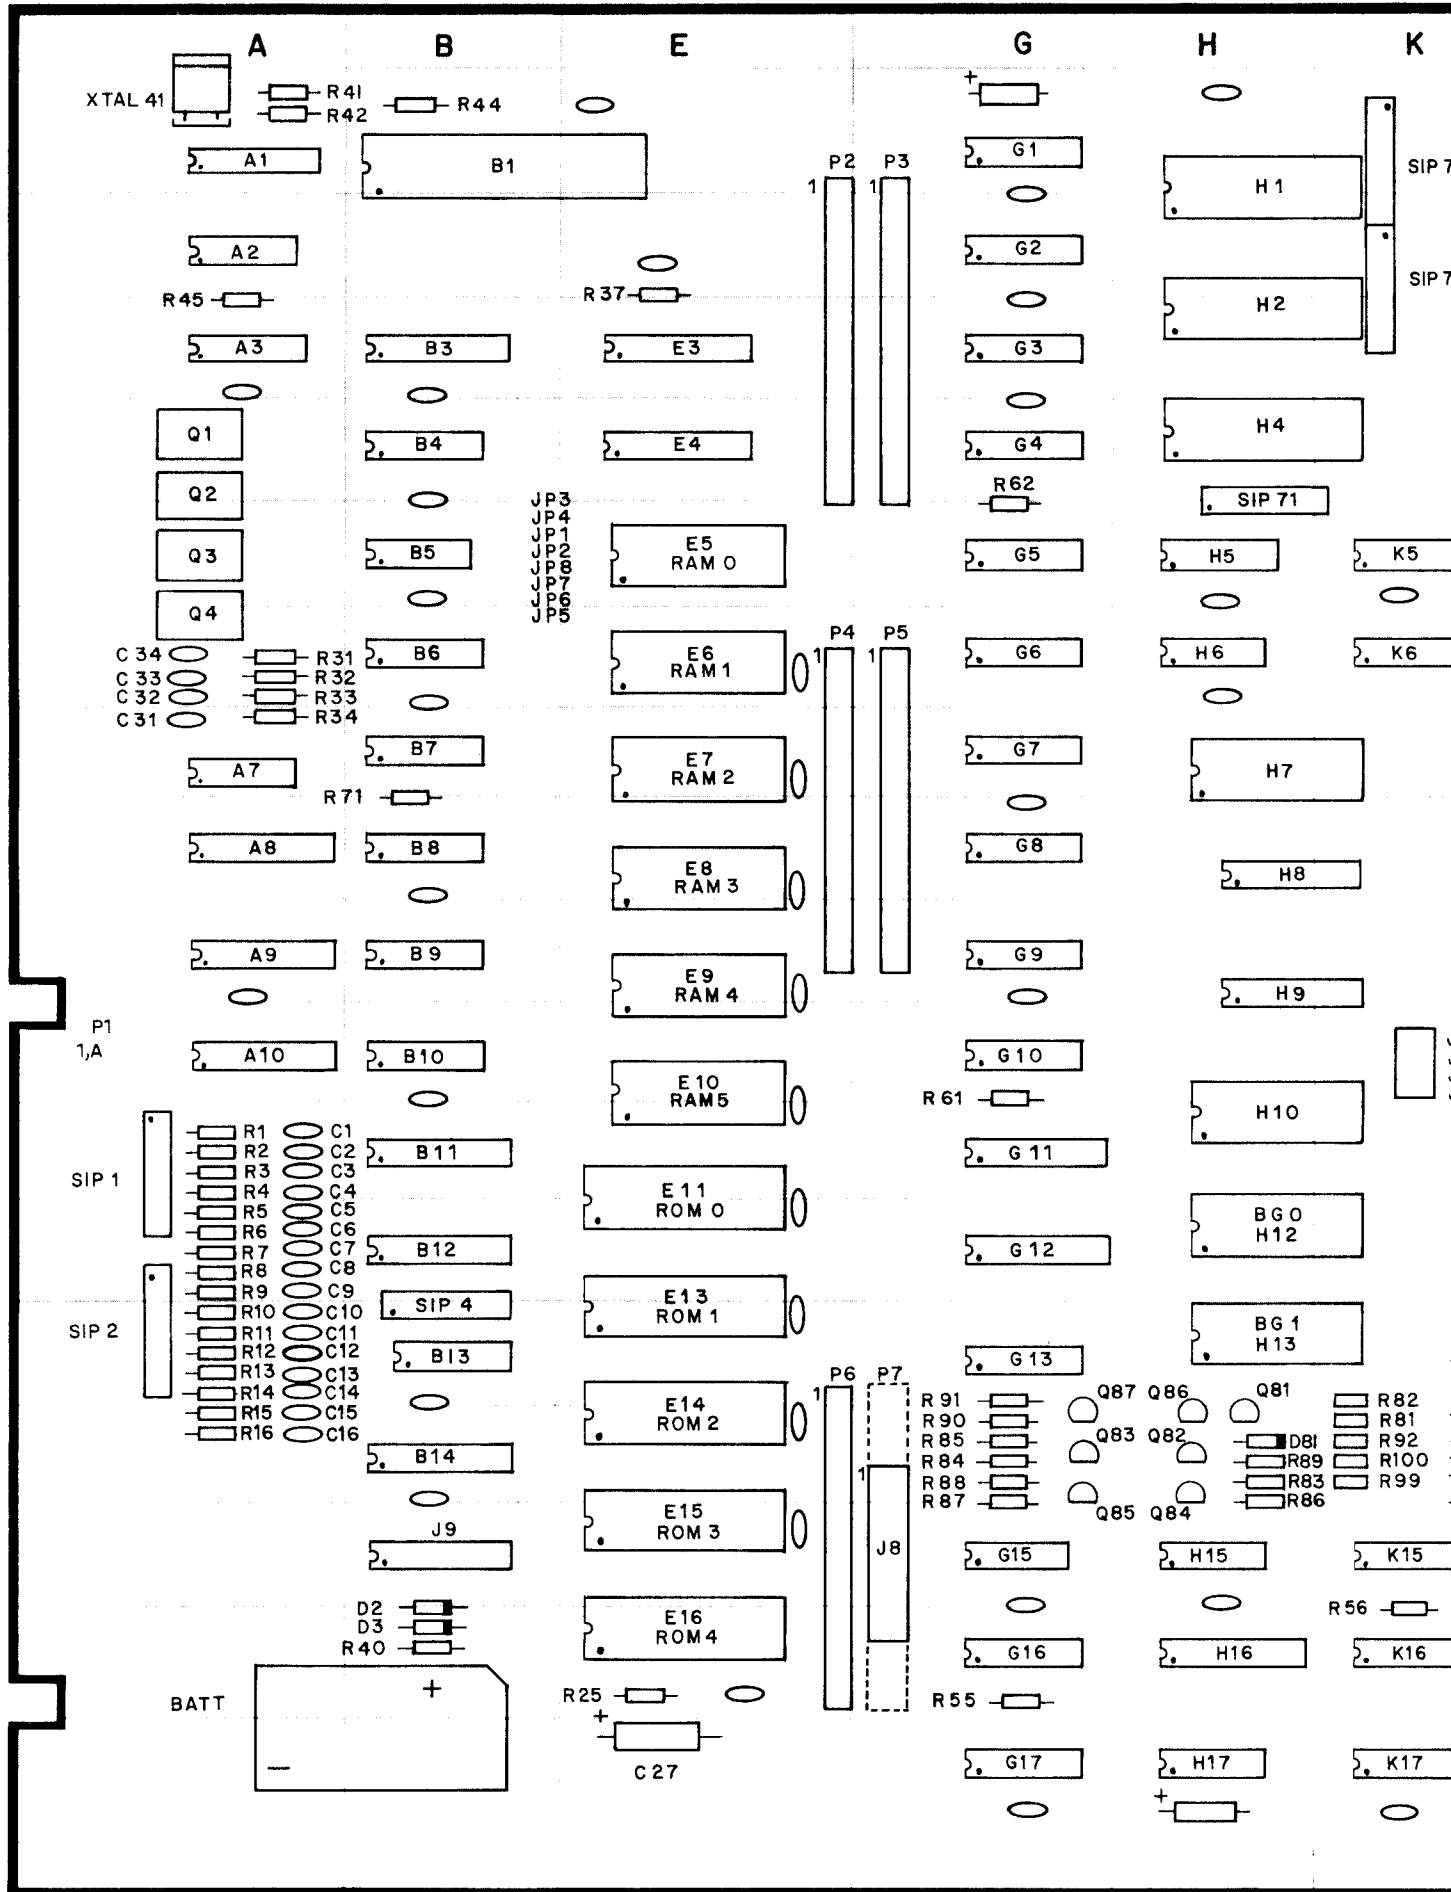 A B E G H K
XTAL 41
R41
R42
R44
+
A1
B1
P2 P3
G1
1 1
H1
SIP 7
A2
G2
R45
R37
H2
SIP 7
A3
B3
E3
G3
Q1
B4
E4
G4
H4
Q2
R62
SIP 71
JP3
JP4
JP1
JP2
JP8
JP7
JP6
JP5
Q3
B5
E5
RAM 0
G5
H5
K5
Q4
P4 P5
1 1
C34
C33
C32
C31
R31
R32
R33
R34
B6
E6
RAM 1
G6
H6
K6
A7
B7
E7
RAM 2
G7
H7
R71
A8
B8
E8
RAM 3
G8
H8
A9
B9
E9
RAM 4
G9
H9
P1
1,A
A10
B10
E10
RAM5
G10
R61
H10
SIP 1
R1 C1
R2 C2
R3 C3
R4 C4
R5 C5
R6 C6
R7 C7
R8 C8
R9 C9
R10 C10
R11 C11
R12 C12
R13 C13
R14 C14
R15 C15
R16 C16
SIP 2
B11
E11
ROM 0
G11
BG0
H12
B12
G12
SIP 4
E13
ROM 1
BG 1
H13
B13
G13
P6 P7
1
E14
ROM 2
R91
R90
R85
R84
R88
R87
Q87 Q86 Q81
Q83 Q82
Q85 Q84
D81
R89
R83
R86
R82
R81
R92
R100
R99
B14
1
J9
E15
ROM 3
J8
G15
H15
K15
D2
D3
R40
E16
ROM4
R56
G16
H16
K16
BATT
+
−
R25
+
C27
R55
G17
H17
K17
+